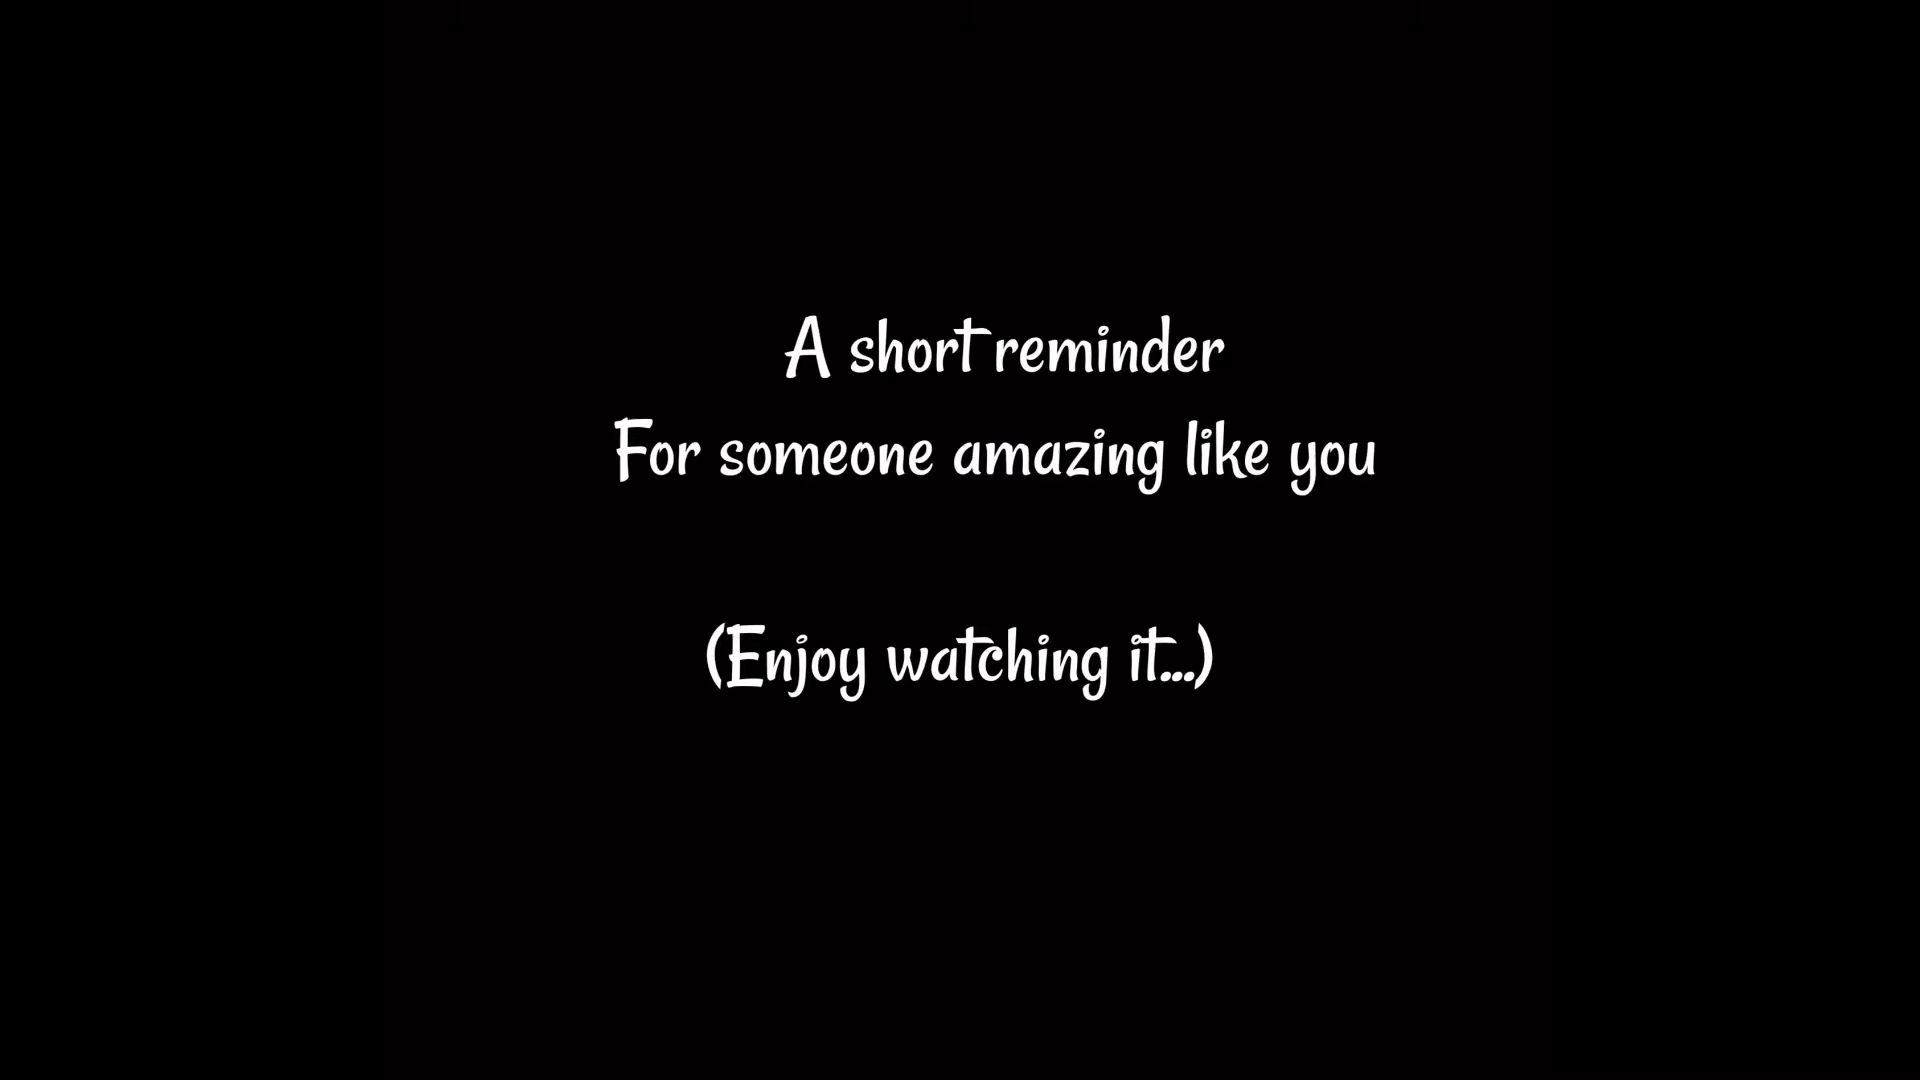 A short reminder
For someone amazing like you
(Enjoy watching it...)